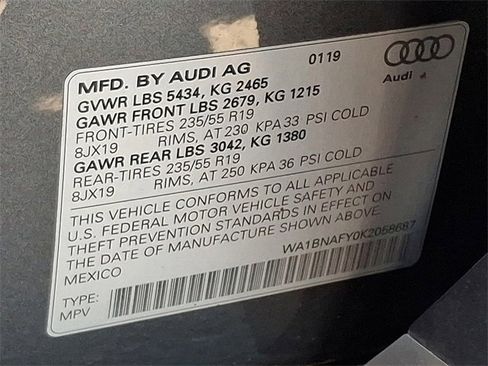 MFD. BY AUDI AG 01 19
Audi
GVWR LBS 5434, KG 2465
GAWR FRONT LBS 2679, KG 1215
FRONT-TIRES 235/55 R19
8JX19 RIMS, AT 230 KPA 33 PSI COLD
GAWR REAR LBS 3042, KG 1380
REAR-TIRES 235/55 R19
8JX19 RIMS, AT 250 KPA 36 PSI COLD
THIS VEHICLE CONFORMS TO ALL APPLICABLE
U.S. FEDERAL MOTOR VEHICLE SAFETY AND
THEFT PREVENTION STANDARDS IN EFFECT ON
THE DATE OF MANUFACTURE SHOWN ABOVE.
MEXICO WA1BNAFY0K2058687
TYPE:
MPV